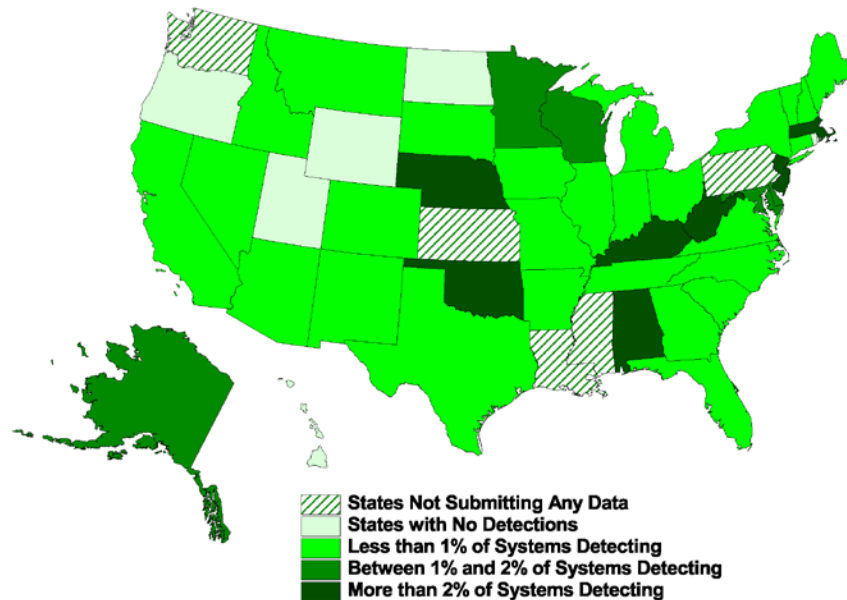 States Not Submitting Any Data
States with No Detections
Less than 1% of Systems Detecting
Between 1% and 2% of Systems Detecting
More than 2% of Systems Detecting